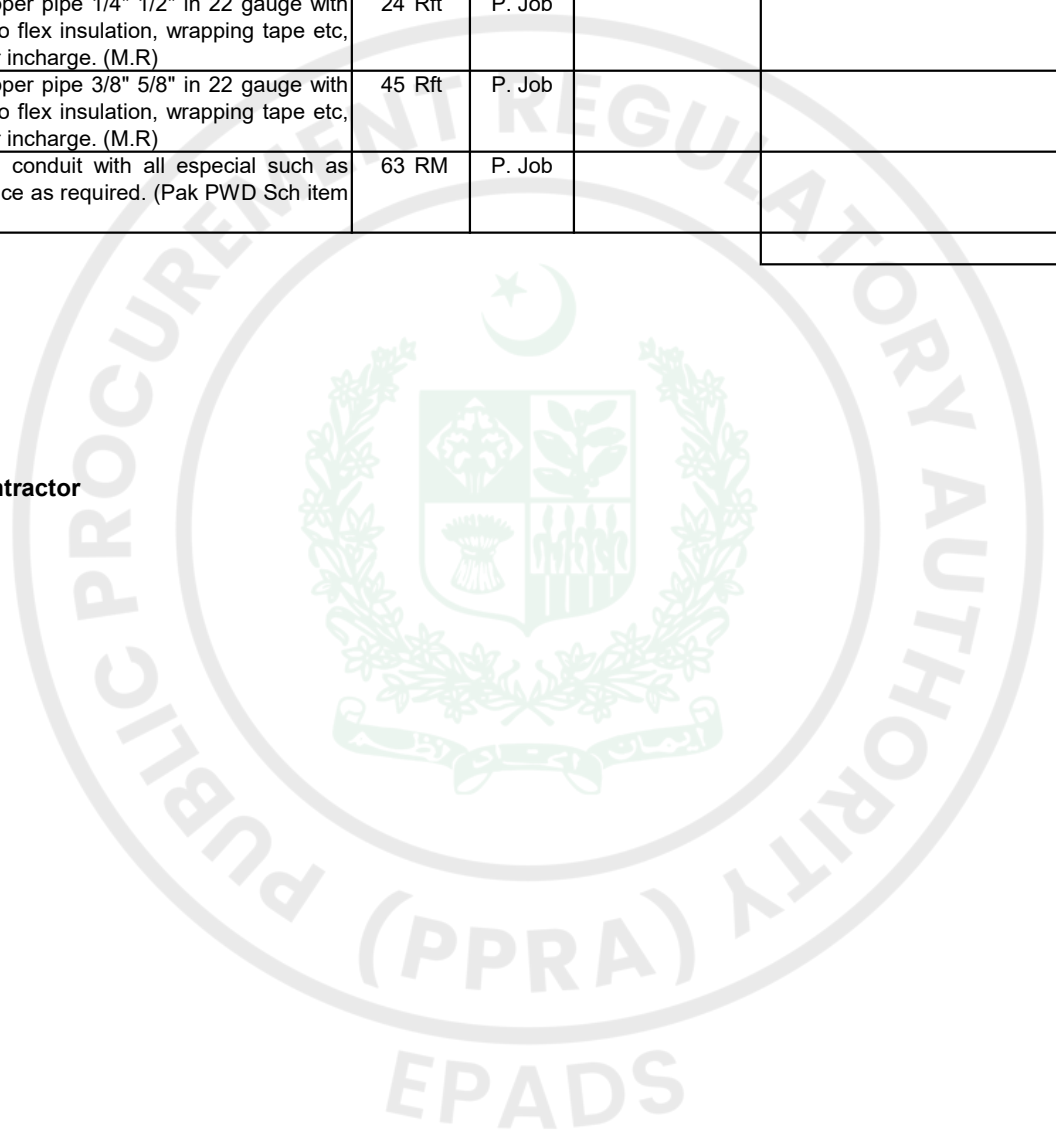 pper pipe 1/4" 1/2" in 22 gauge with 24 Rft P. Job
o flex insulation, wrapping tape etc,
r incharge. (M.R)
pper pipe 3/8" 5/8" in 22 gauge with 45 Rft P. Job
o flex insulation, wrapping tape etc,
r incharge. (M.R)
conduit with all especial such as 63 RM P. Job
ce as required. (Pak PWD Sch item
ntractor
PUBLIC PROCUREMENT REGULATORY AUTHORITY
(PPRA)
EPADS